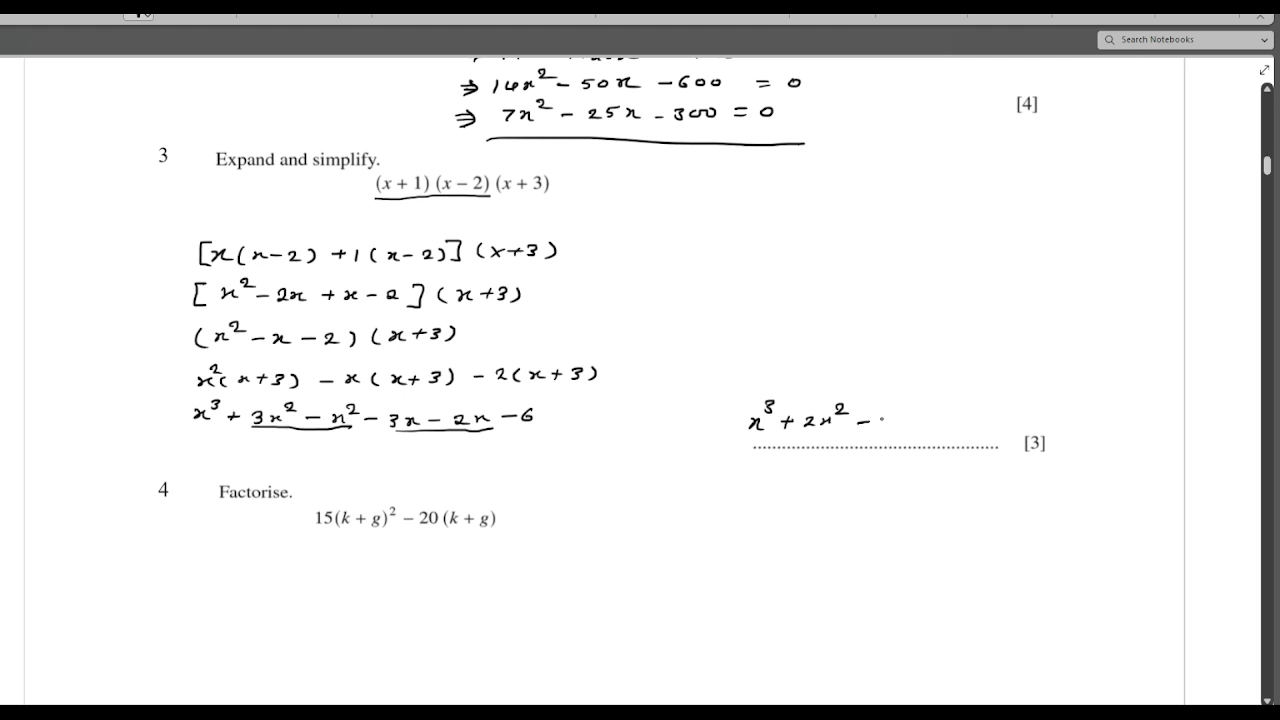 Search Notebooks
⇒ 14x² - 50x - 600 = 0
⇒ 7x² - 25x - 300 = 0
[4]
3 Expand and simplify.
(x + 1) (x − 2) (x + 3)
[x(x-2) + 1(x-2)] (x+3)
[x² - 2x + x - 2] (x+3)
(x² - x - 2) (x+3)
x²(x+3) - x(x+3) - 2(x+3)
x³ + 3x² - x² - 3x - 2x - 6
x³ + 2x² -
[3]
4 Factorise.
15(k + g)² − 20 (k + g)